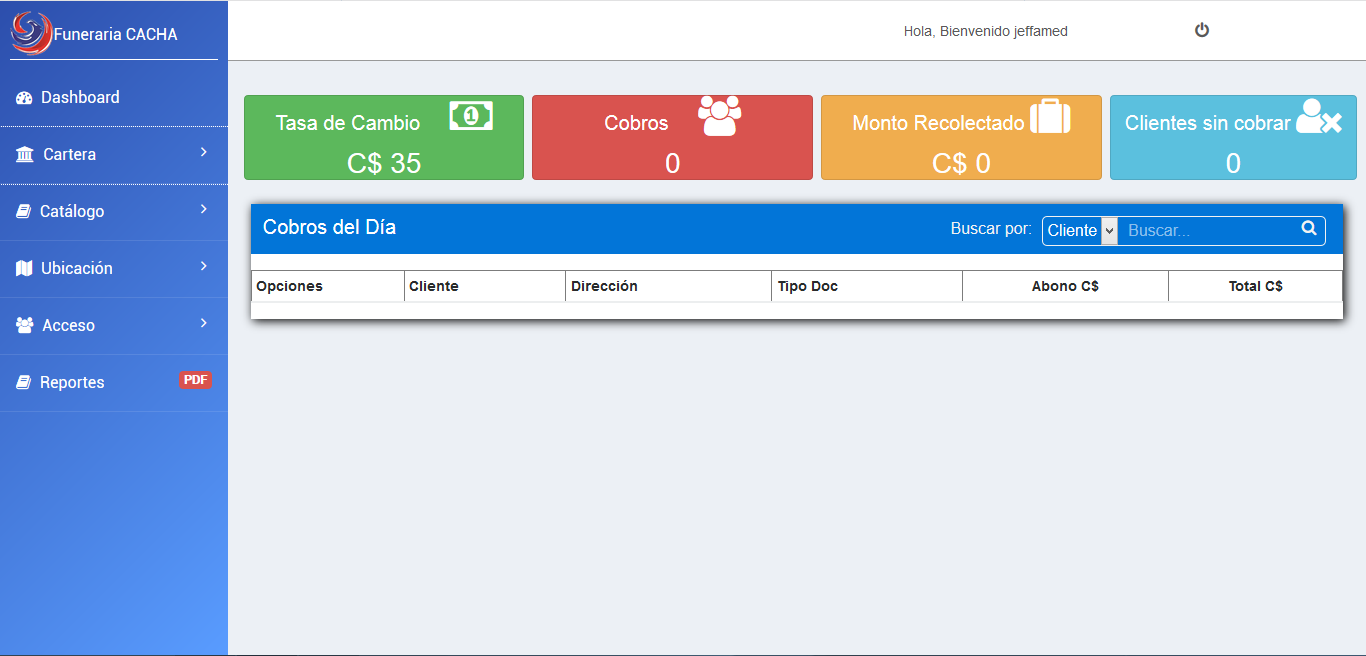 Funeraria CACHA
Hola, Bienvenido jeffamed
Dashboard
Cartera
Catálogo
Ubicación
Acceso
Reportes PDF
Tasa de Cambio 1
C$ 35
Cobros
0
Monto Recolectado
C$ 0
Clientes sin cobrar
0
Cobros del Día Buscar por: Cliente Buscar...
Opciones Cliente Dirección Tipo Doc Abono C$ Total C$